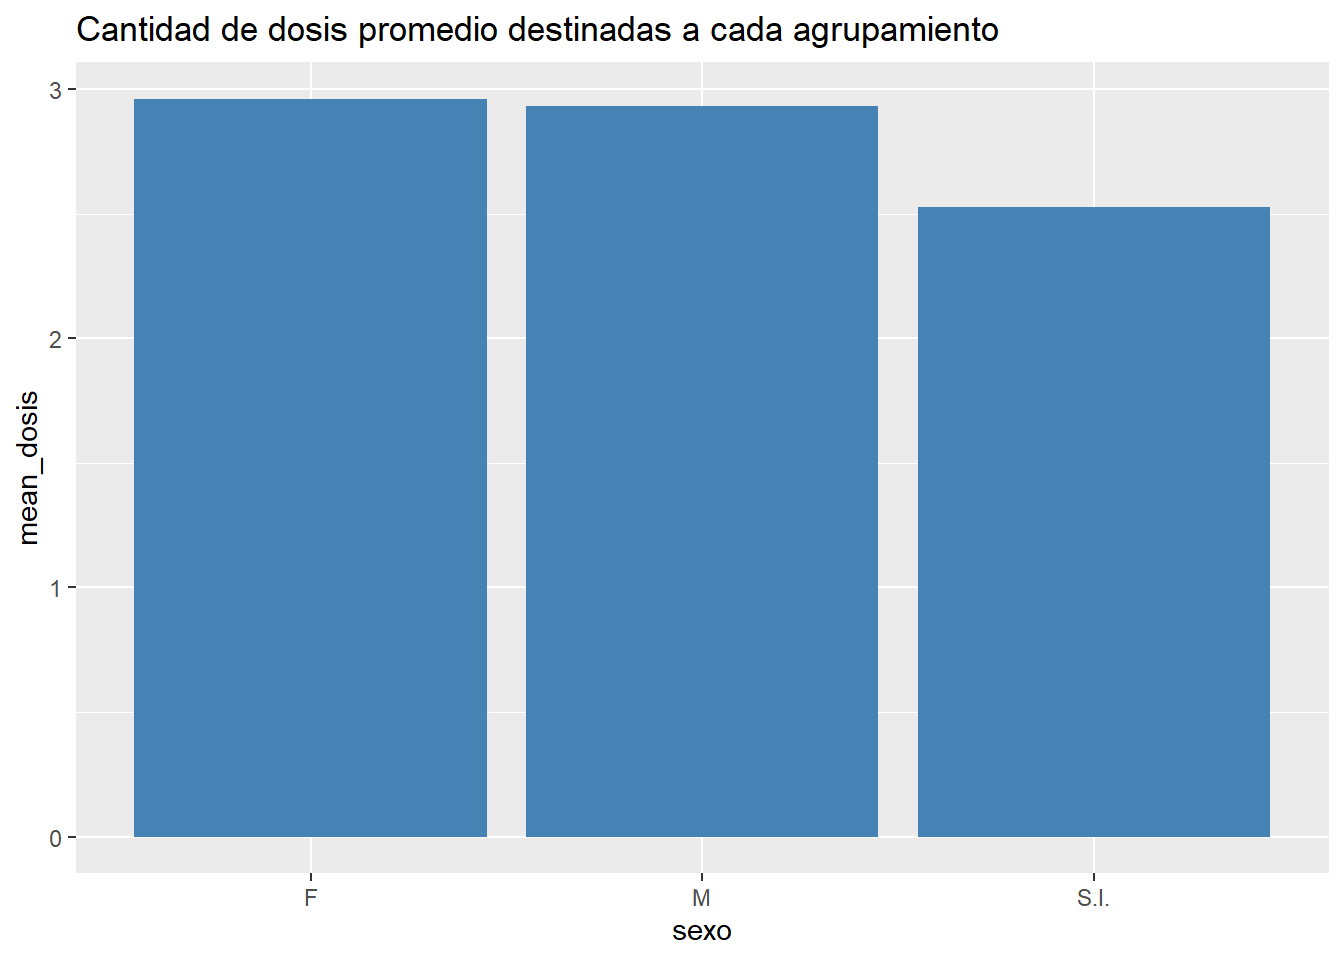 Cantidad de dosis promedio destinadas a cada agrupamiento
3
2
1
0
mean_dosis
F
M
S.I.
sexo